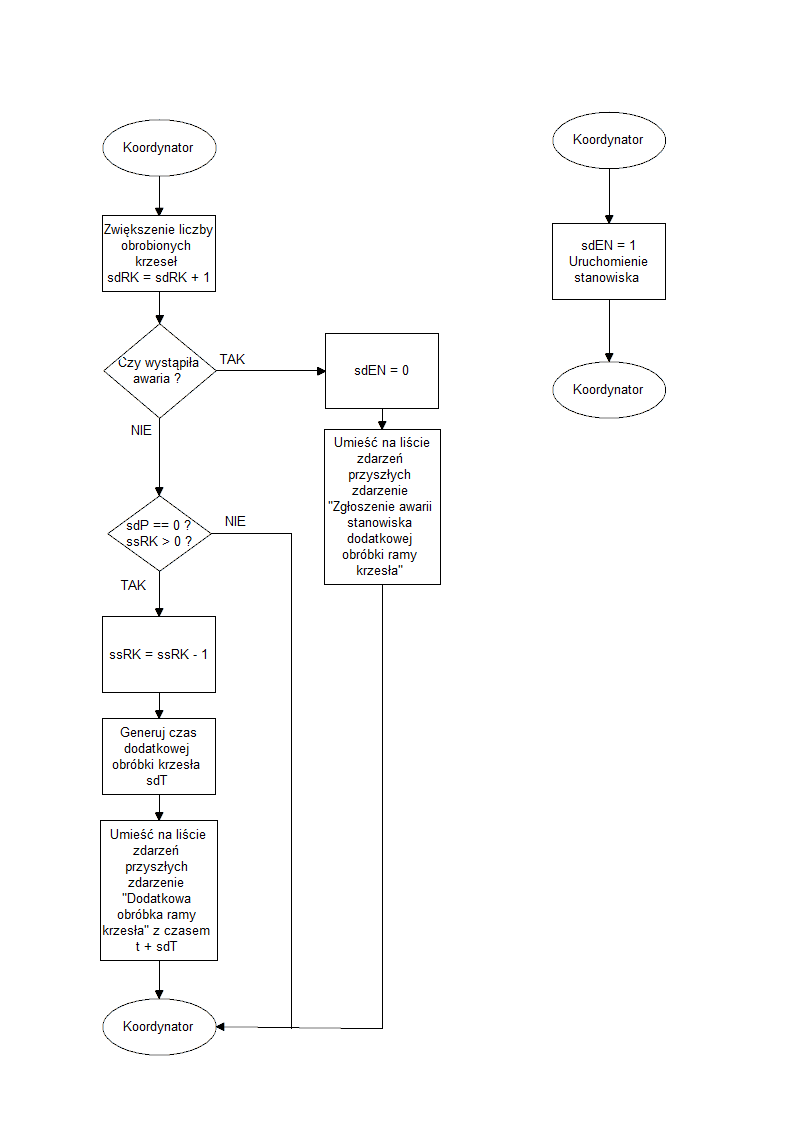 Koordynator
Zwiększenie liczby
obrobionych
krzeseł
sdRK = sdRK + 1
Czy wystąpiła
awaria ?
TAK
NIE
sdEN = 0
Umieść na liście
zdarzeń
przyszłych
zdarzenie
"Zgłoszenie awarii
stanowiska
dodatkowej
obróbki ramy
krzesła"
sdP == 0 ?
ssRK > 0 ?
NIE
TAK
ssRK = ssRK - 1
Generuj czas
dodatkowej
obróbki krzesła
sdT
Umieść na liście
zdarzeń
przyszłych
zdarzenie
"Dodatkowa
obróbka ramy
krzesła" z czasem
t + sdT
Koordynator
Koordynator
sdEN = 1
Uruchomienie
stanowiska
Koordynator